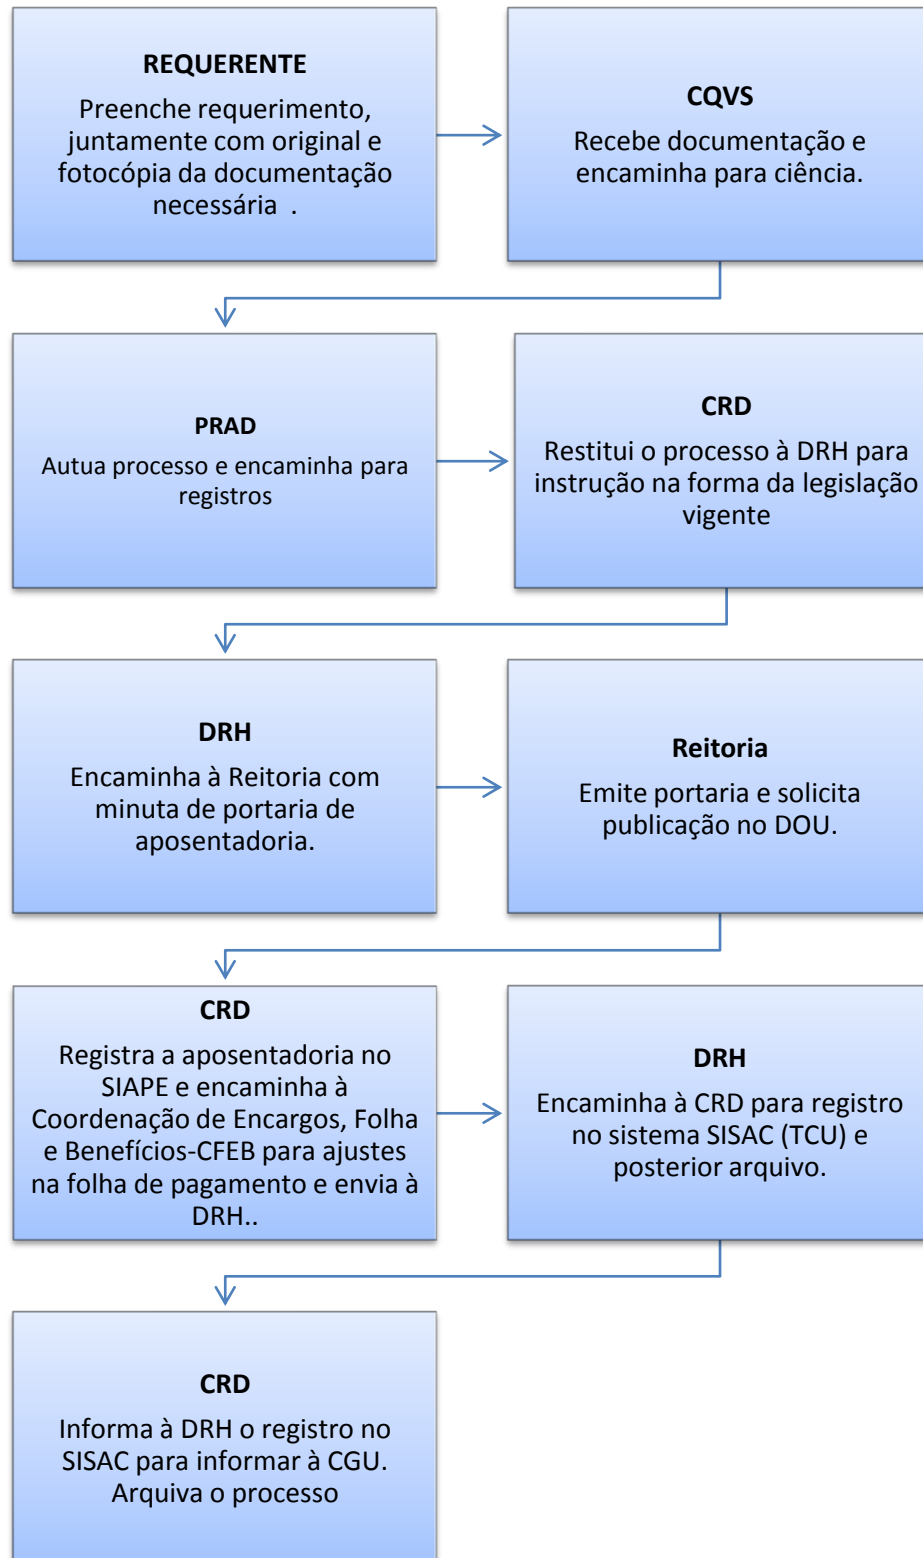 REQUERENTE
Preenche requerimento,
juntamente com original e
fotocópia da documentação
necessária .
CQVS
Recebe documentação e
encaminha para ciência.
PRAD
Autua processo e encaminha para
registros
CRD
Restitui o processo à DRH para
instrução na forma da legislação
vigente
DRH
Encaminha à Reitoria com
minuta de portaria de
aposentadoria.
Reitoria
Emite portaria e solicita
publicação no DOU.
CRD
Registra a aposentadoria no
SIAPE e encaminha à
Coordenação de Encargos, Folha
e Benefícios-CFEB para ajustes
na folha de pagamento e envia à
DRH..
DRH
Encaminha à CRD para registro
no sistema SISAC (TCU) e
posterior arquivo.
CRD
Informa à DRH o registro no
SISAC para informar à CGU.
Arquiva o processo